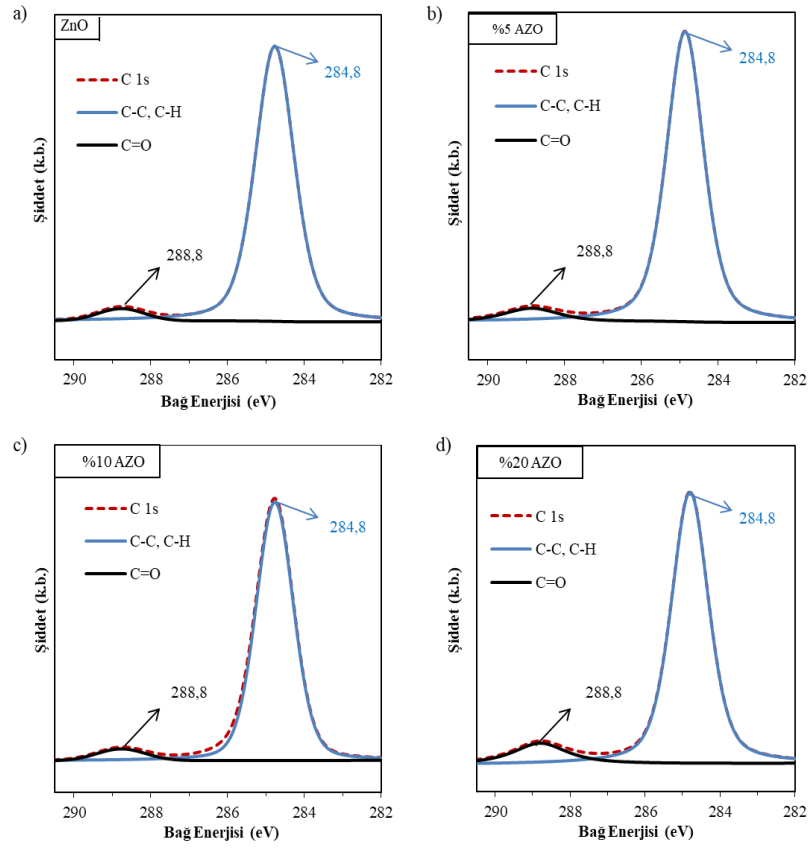 a)
ZnO
C 1s
C-C, C-H
C=O
284,8
288,8
Şiddet (k.b.)
290 288 286 284 282
Bağ Enerjisi (eV)
b)
%5 AZO
C 1s
C-C, C-H
C=O
284,8
288,8
Şiddet (k.b.)
290 288 286 284 282
Bağ Enerjisi (eV)
c)
%10 AZO
C 1s
C-C, C-H
C=O
284,8
288,8
Şiddet (k.b.)
290 288 286 284 282
Bağ Enerjisi (eV)
d)
%20 AZO
C 1s
C-C, C-H
C=O
284,8
288,8
Şiddet (k.b.)
290 288 286 284 282
Bağ Enerjisi (eV)